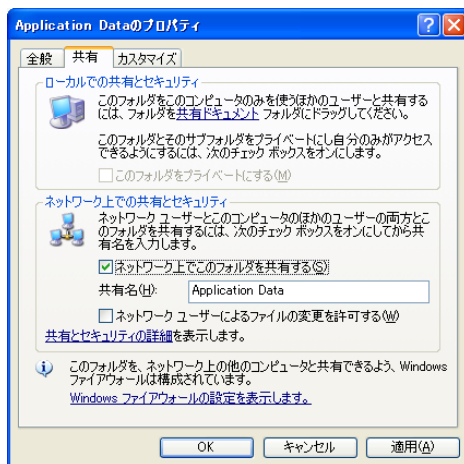 Application Dataのプロパティ
全般 共有 カスタマイズ
ローカルでの共有とセキュリティ
このフォルダをこのコンピュータのみを使うほかのユーザーと共有する
には、フォルダを共有ドキュメント フォルダにドラッグしてください。
このフォルダとそのサブフォルダをプライベートにし自分のみがアクセス
できるようにするには、次のチェック ボックスをオンにします。
このフォルダをプライベートにする(M)
ネットワーク上での共有とセキュリティ
ネットワーク ユーザーとこのコンピュータのほかのユーザーの両方とこ
のフォルダを共有するには、次のチェック ボックスをオンにしてから共
有名を入力します。
ネットワーク上でこのフォルダを共有する(S)
共有名(H): Application Data
ネットワーク ユーザーによるファイルの変更を許可する(W)
共有とセキュリティの詳細を表示します。
このフォルダを、ネットワーク上の他のコンピュータと共有できるよう、Windows
ファイアウォールは構成されています。
Windows ファイアウォールの設定を表示します。
OK キャンセル 適用(A)